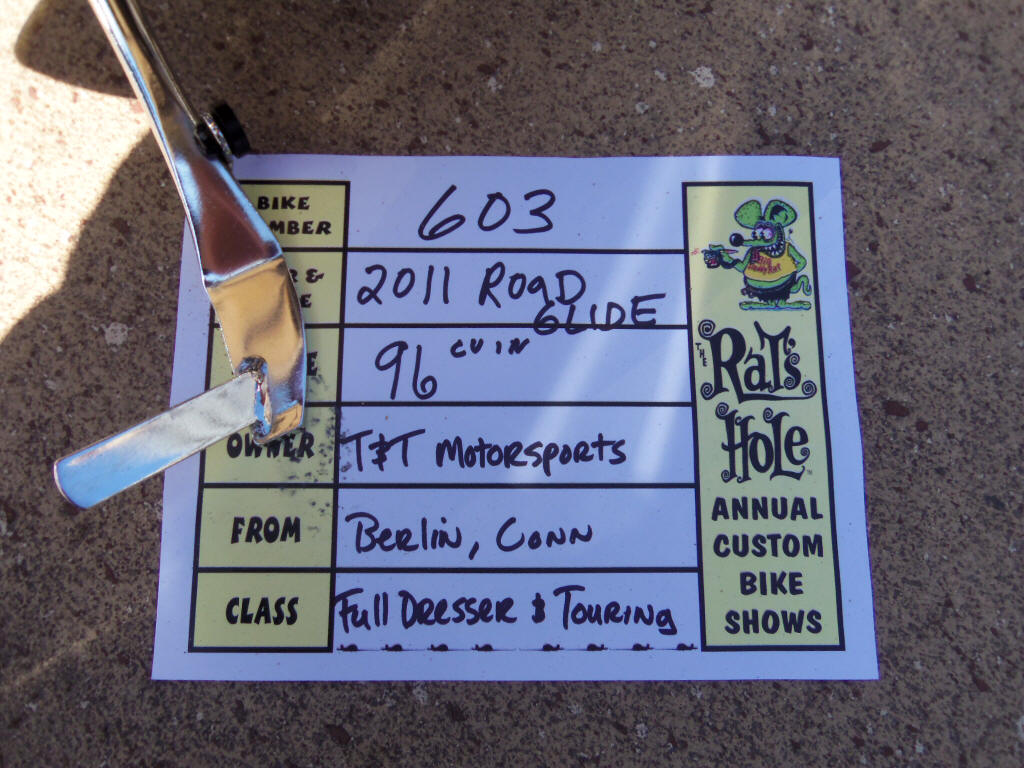 BIKE
603
2011 ROAD
GLIDE
96 CU IN
OWNER T&T Motorsports
FROM Berlin, Conn
CLASS Full Dresser & Touring
THE
RAT'S
HOLE
ANNUAL
CUSTOM
BIKE
SHOWS